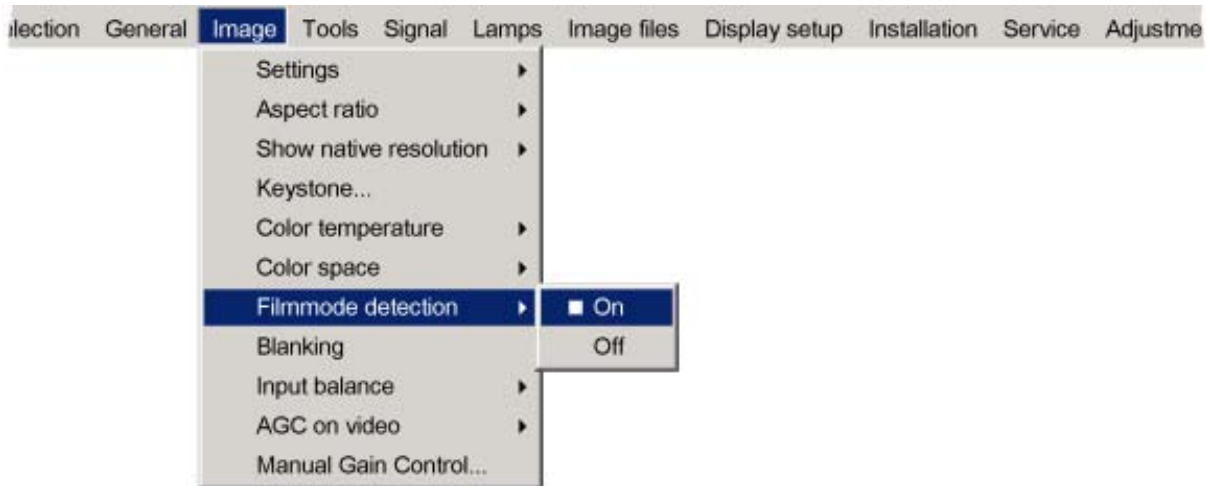 lection General Image Tools Signal Lamps Image files Display setup Installation Service Adjustme
Settings
Aspect ratio
Show native resolution
Keystone...
Color temperature
Color space
Filmmode detection
On
Off
Blanking
Input balance
AGC on video
Manual Gain Control...